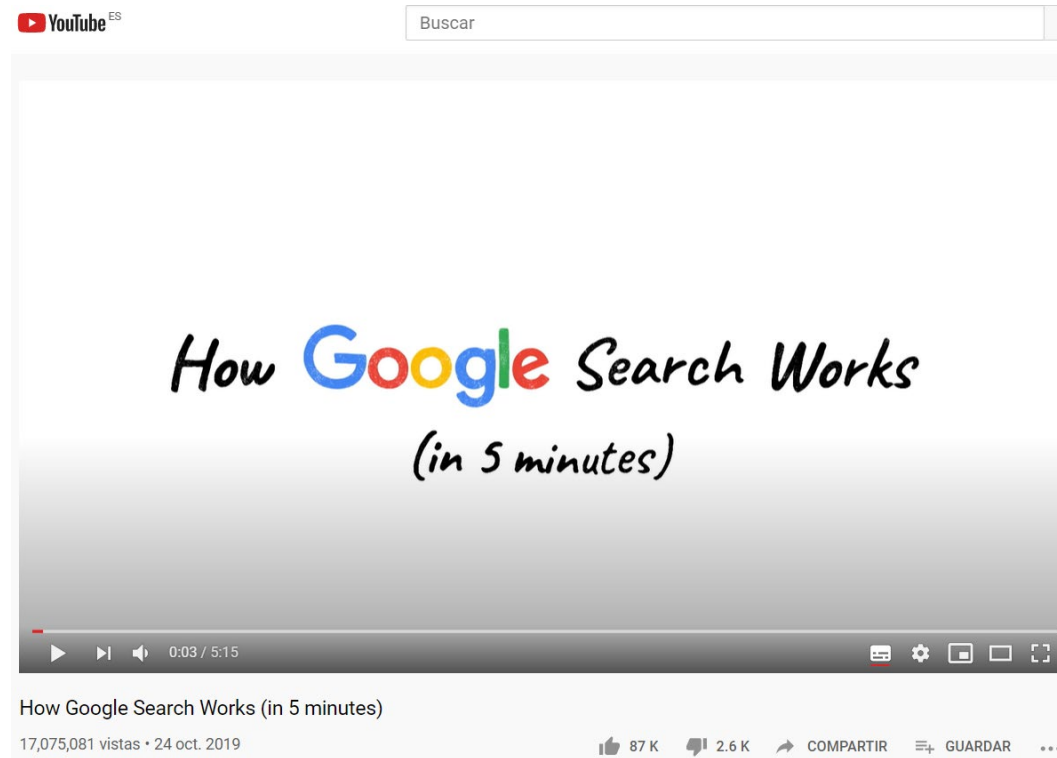 YouTube ES
Buscar
How Google Search Works
(in 5 minutes)
0:03 / 5:15
How Google Search Works (in 5 minutes)
17,075,081 vistas • 24 oct. 2019
87 K
2.6 K
COMPARTIR
GUARDAR